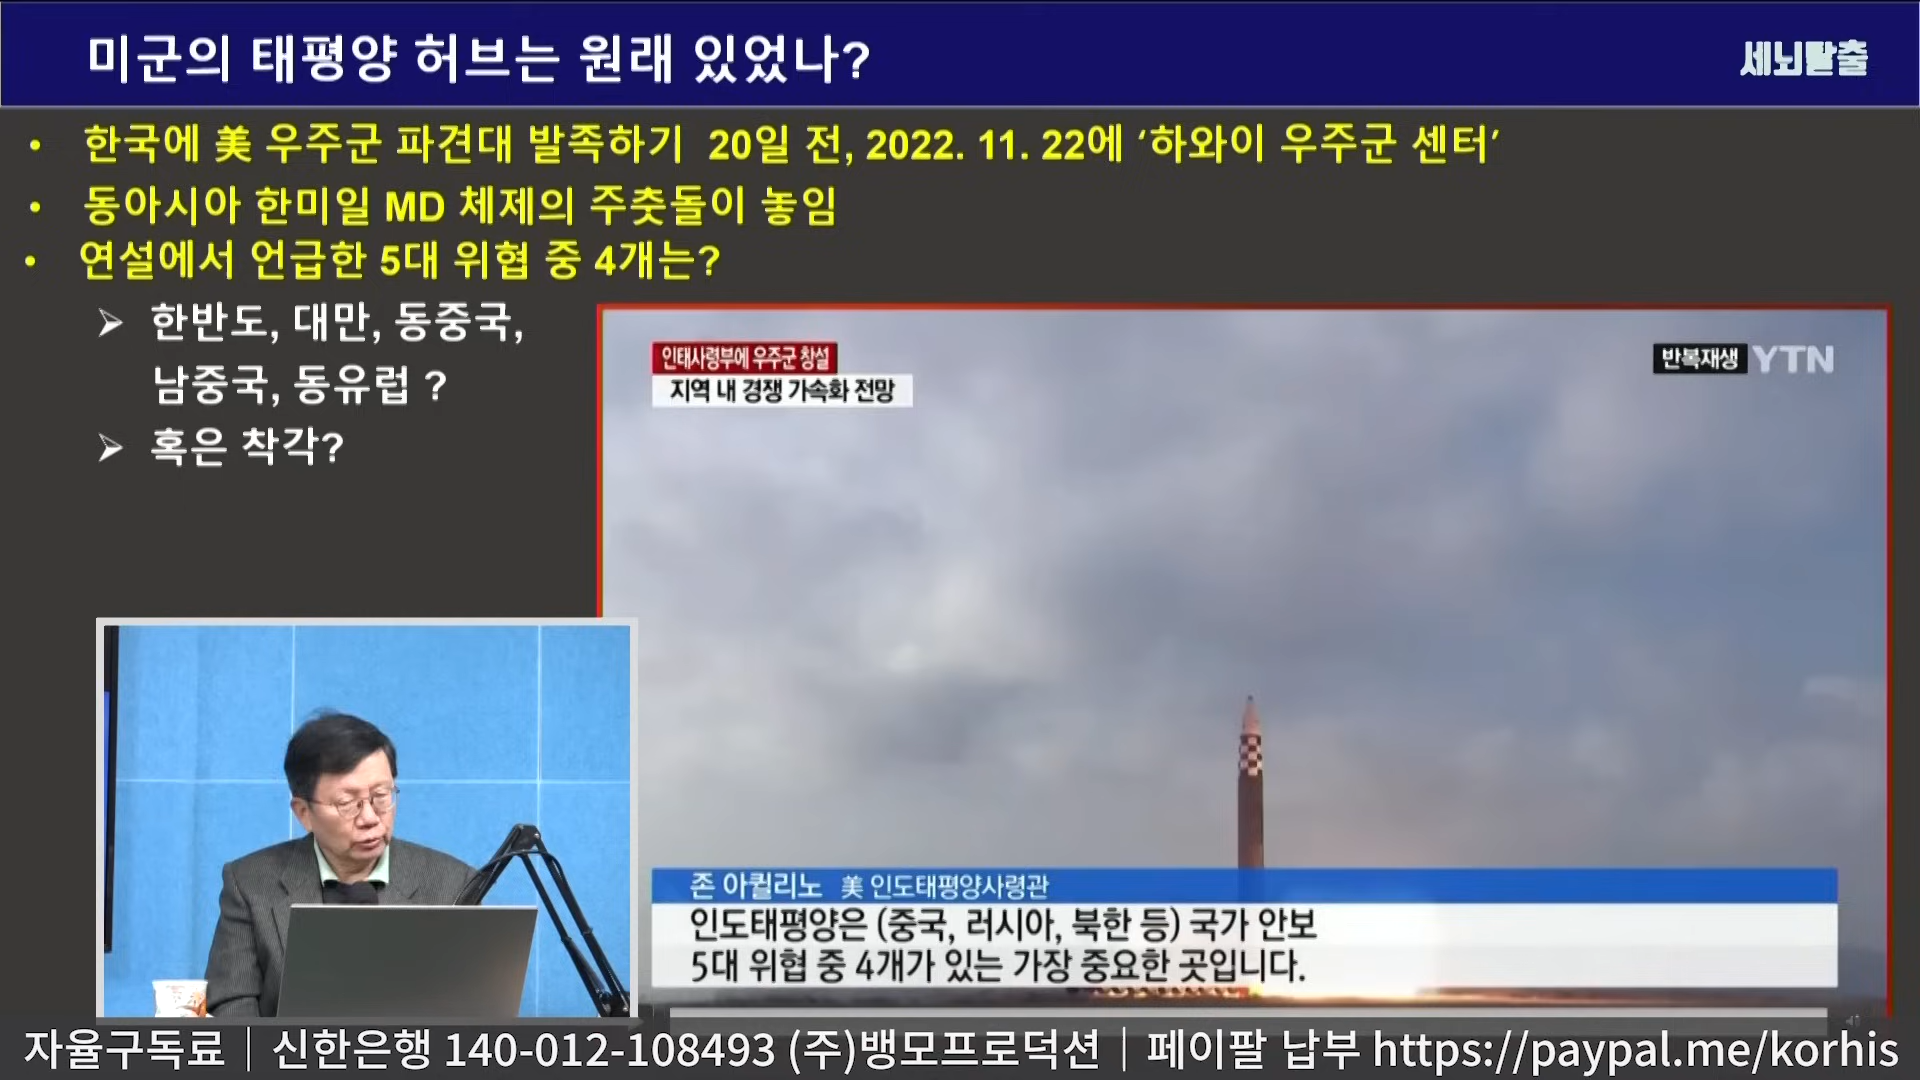 미군의 태평양 허브는 원래 있었나?
세뇌탈출
• 한국에 美 우주군 파견대 발족하기 20일 전, 2022. 11. 22에 ‘하와이 우주군 센터’
• 동아시아 한미일 MD 체제의 주춧돌이 놓임
• 연설에서 언급한 5대 위협 중 4개는?
➢ 한반도, 대만, 동중국,
남중국, 동유럽 ?
➢ 혹은 착각?
인태사령부에 우주군 창설
지역 내 경쟁 가속화 전망
반복재생 YTN
존 아퀼리노 美 인도태평양사령관
인도태평양은 (중국, 러시아, 북한 등) 국가 안보
5대 위협 중 4개가 있는 가장 중요한 곳입니다.
자율구독료｜신한은행 140-012-108493 (주)뱅모프로덕션｜페이팔 납부 https://paypal.me/korhis